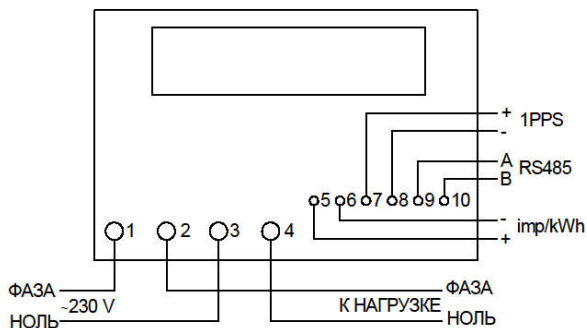 +
1PPS
-
A
RS485
B
5 6 7 8 9 10
-
imp/kWh
+
1 2 3 4
ФАЗА ФАЗА
~230 V К НАГРУЗКЕ
НОЛЬ НОЛЬ